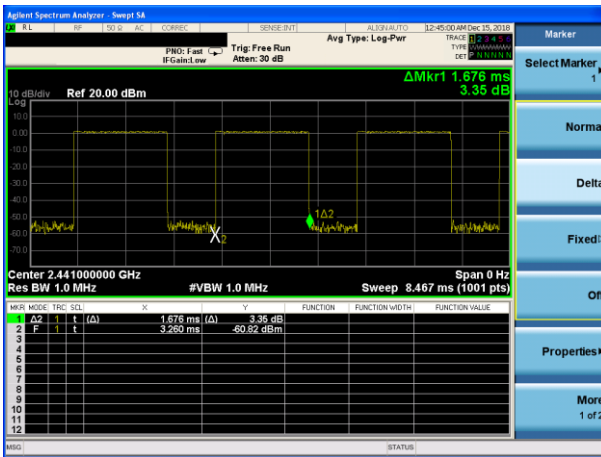 Agilent Spectrum Analyzer - Swept SA
RL RF 50 Ω AC CORREC SENSE:INT ALIGN AUTO 12:45:00 AM Dec 15, 2018
Marker
Avg Type: Log-Pwr
TRACE 1 2 3 4 5 6
PNO: Fast Trig: Free Run
TYPE WWWWWW
IFGain:Low Atten: 30 dB
DET P N N N N N
Select Marker
1
ΔMkr1 1.676 ms
3.35 dB
10 dB/div Ref 20.00 dBm
Log
10.0
0.00
Norma
-20.0
Delta
-30.0
-40.0
-50.0
1Δ2
-60.0
2
Fixed
-70.0
Center 2.441000000 GHz Span 0 Hz
Res BW 1.0 MHz #VBW 1.0 MHz Sweep 8.467 ms (1001 pts)
Off
MKR MODE TRC SCL X Y FUNCTION FUNCTION WIDTH FUNCTION VALUE
1 Δ2 1 t (Δ) 1.676 ms (Δ) 3.35 dB
2 F 1 t 3.260 ms -60.82 dBm
3
4
5
Properties
6
7
8
9
More
10
1 of 2
11
12
MSG STATUS